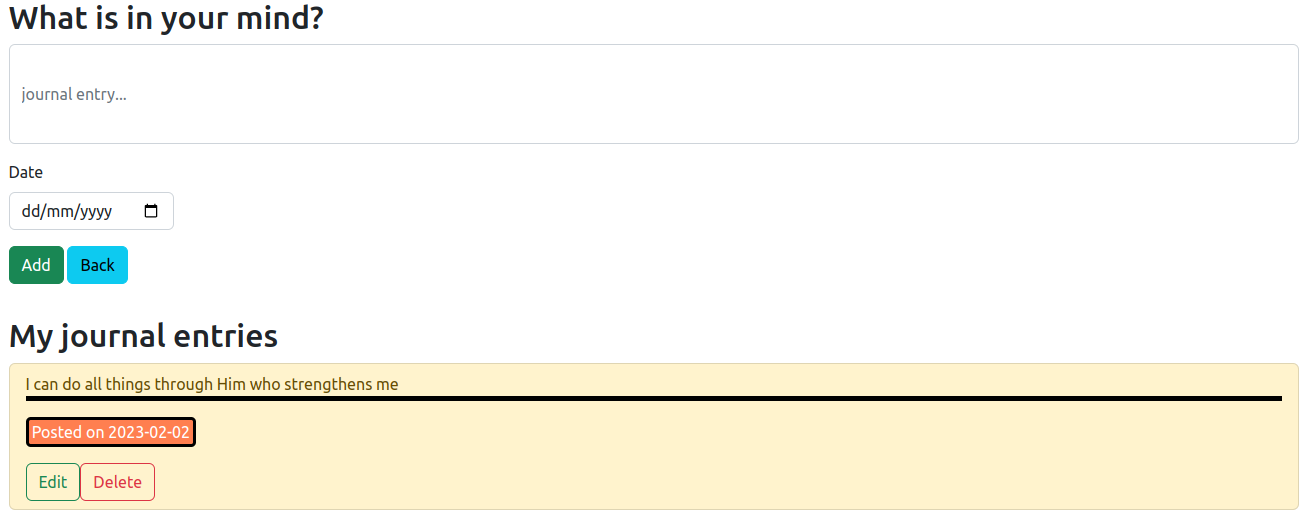 What is in your mind?
journal entry...
Date
dd/mm/yyyy
Add Back
My journal entries
I can do all things through Him who strengthens me
Posted on 2023-02-02
Edit Delete